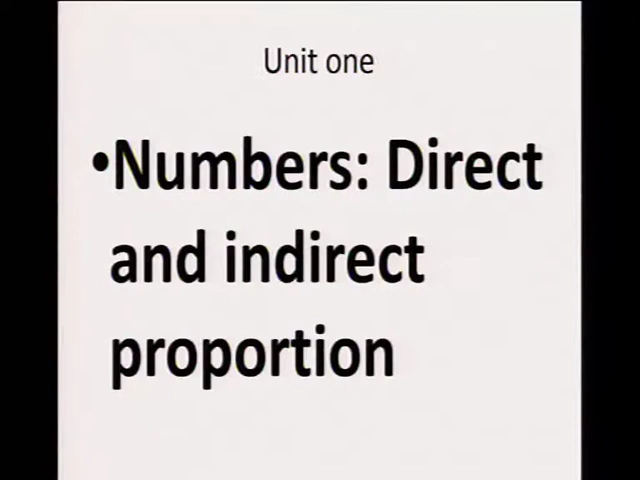 Unit one
•Numbers: Direct
and indirect
proportion